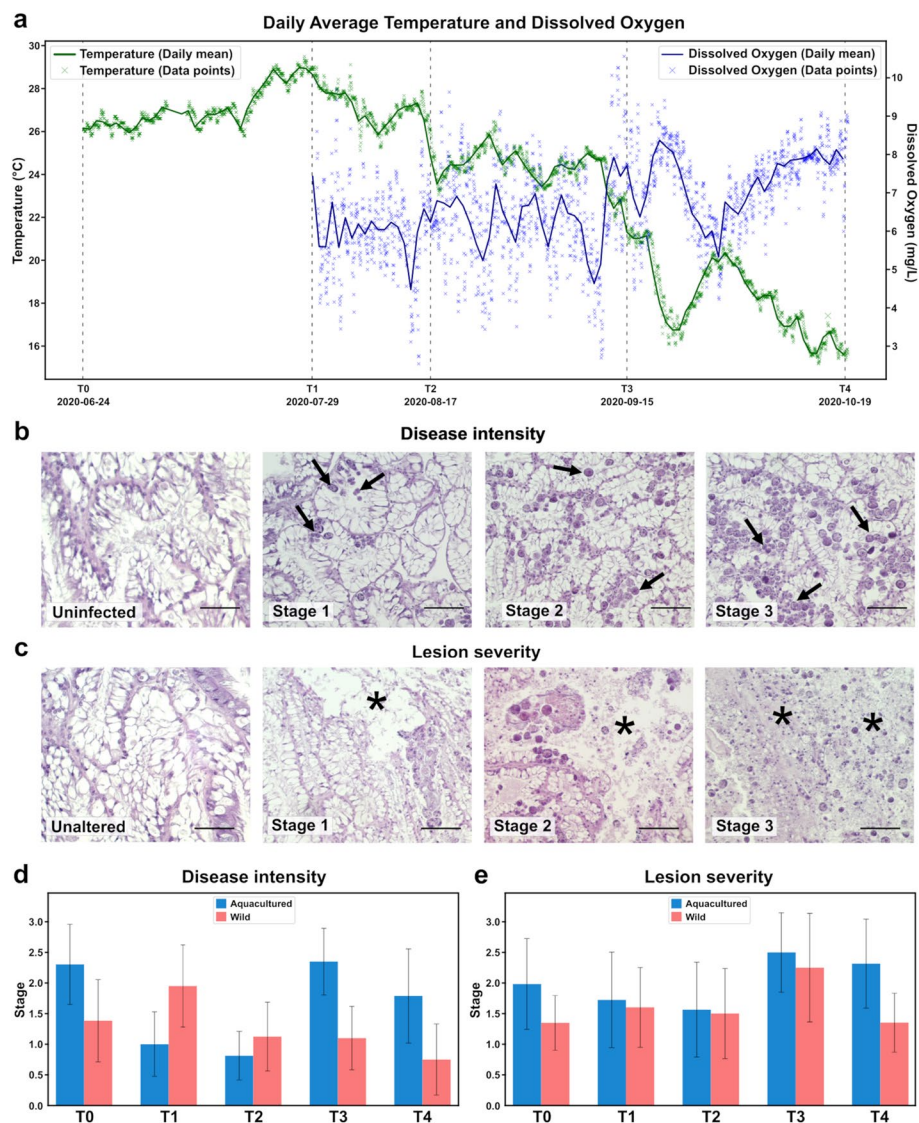 a
Daily Average Temperature and Dissolved Oxygen
Temperature (Daily mean)
Temperature (Data points)
Dissolved Oxygen (Daily mean)
Dissolved Oxygen (Data points)
Temperature (°C)
30
28
26
24
22
20
18
16
Dissolved Oxygen (mg/L)
10
9
8
7
6
5
4
3
T0
2020-06-24
T1
2020-07-29
T2
2020-08-17
T3
2020-09-15
T4
2020-10-19
b
Disease intensity
Uninfected
Stage 1
Stage 2
Stage 3
c
Lesion severity
Unaltered
* Stage 1
* Stage 2
* * Stage 3
d
Disease intensity
Aquacultured
Wild
Stage
3.0
2.5
2.0
1.5
1.0
0.5
0.0
T0 T1 T2 T3 T4
e
Lesion severity
Aquacultured
Wild
Stage
3.0
2.5
2.0
1.5
1.0
0.5
0.0
T0 T1 T2 T3 T4